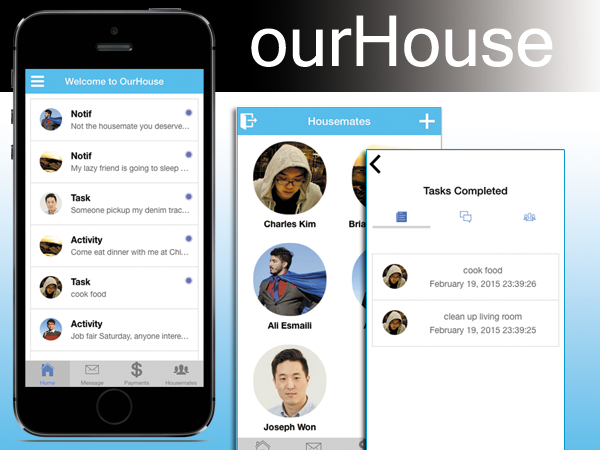 ourHouse
Welcome to OurHouse
Notif
Not the housemate you deserve...
Notif
My lazy friend is going to sleep ...
Task
Someone pickup my denim trac...
Activity
Come eat dinner with me at Chi...
Task
cook food
Activity
Job fair Saturday, anyone intere...
Home Message Payments Housemates
Housemates
Charles Kim
Ali Esmaili
Joseph Won
Tasks Completed
cook food
February 19, 2015 23:39:26
clean up living room
February 19, 2015 23:39:25